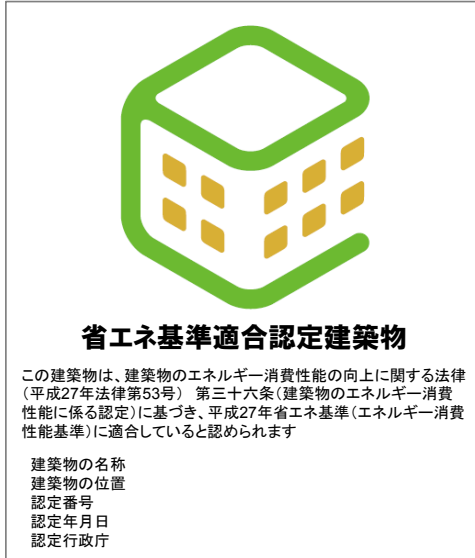 省エネ基準適合認定建築物
この建築物は、建築物のエネルギー消費性能の向上に関する法律
（平成27年法律第53号）　第三十六条（建築物のエネルギー消費
性能に係る認定）に基づき、平成27年省エネ基準（エネルギー消費
性能基準）に適合していると認められます
建築物の名称
建築物の位置
認定番号
認定年月日
認定行政庁